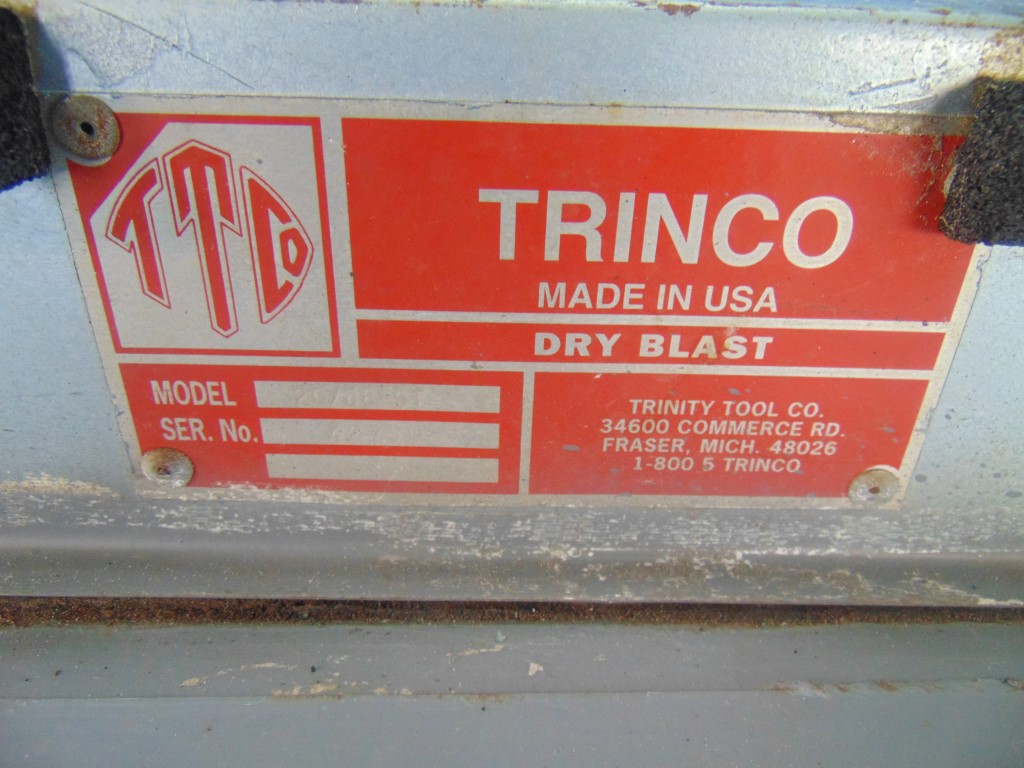 TTCO
TRINCO
MADE IN USA
DRY BLAST
MODEL
SER. No.
TRINITY TOOL CO.
34600 COMMERCE RD.
FRASER, MICH. 48026
1-800 5 TRINCO